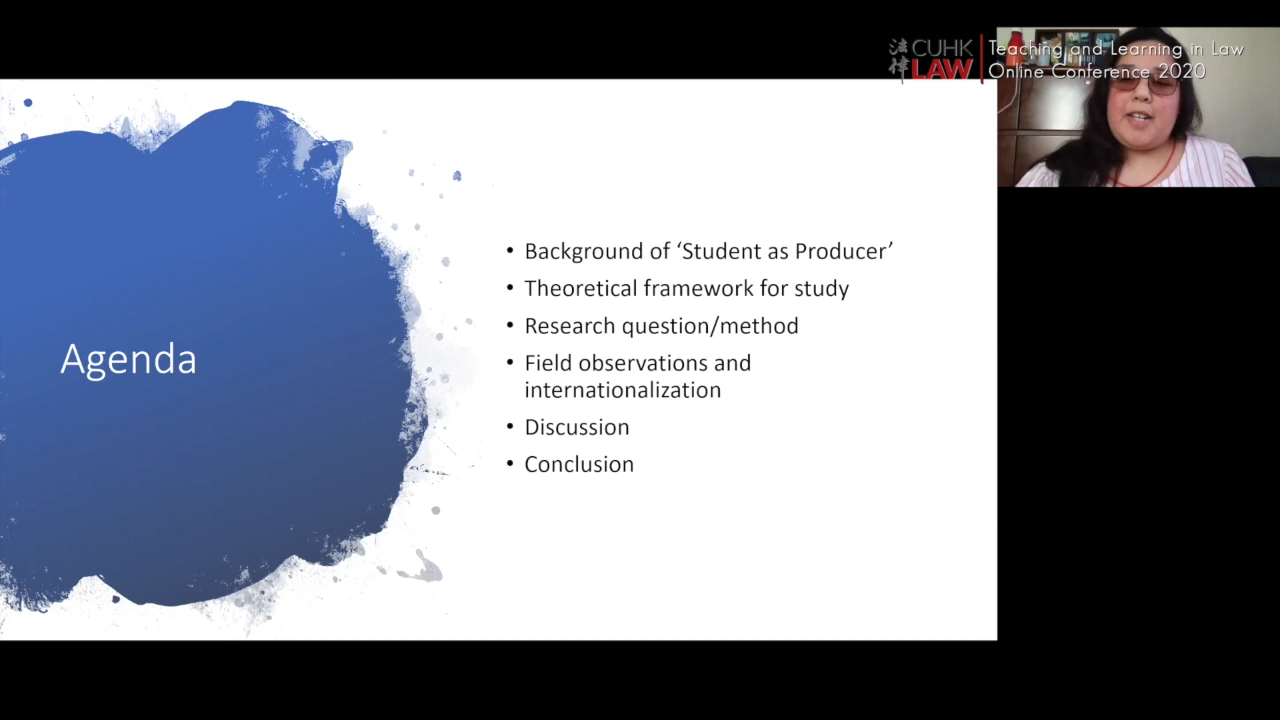 法律 CUHK LAW
Teaching and Learning in Law
Online Conference 2020
Agenda
• Background of ‘Student as Producer’
• Theoretical framework for study
• Research question/method
• Field observations and
internationalization
• Discussion
• Conclusion